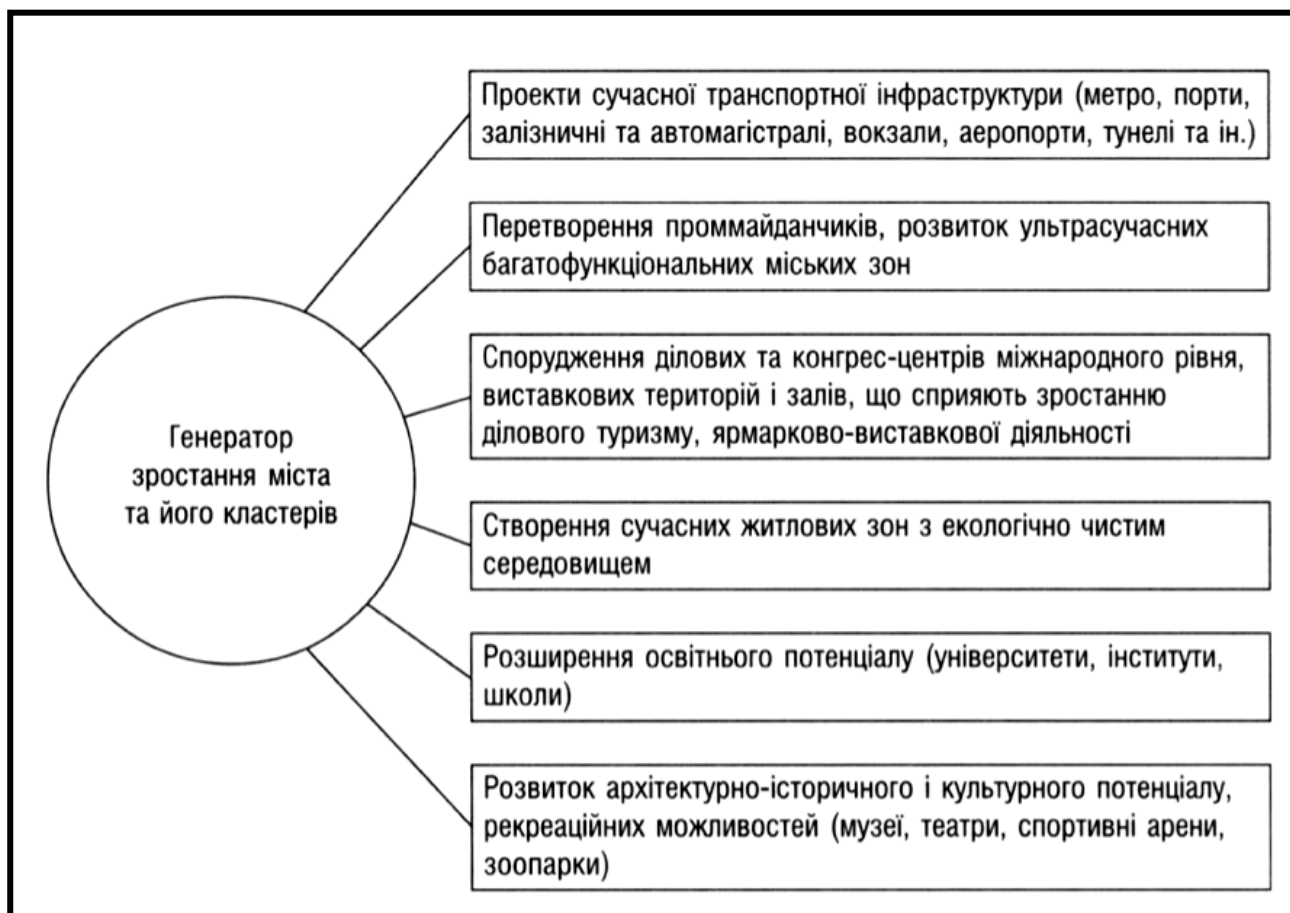 Проекти сучасної транспортної інфраструктури (метро, порти,
залізничні та автомагістралі, вокзали, аеропорти, тунелі та ін.)
Перетворення проммайданчиків, розвиток ультрасучасних
багатофункціональних міських зон
Спорудження ділових та конгрес-центрів міжнародного рівня,
виставкових територій і залів, що сприяють зростанню
ділового туризму, ярмарково-виставкової діяльності
Генератор
зростання міста
та його кластерів
Створення сучасних житлових зон з екологічно чистим
середовищем
Розширення освітнього потенціалу (університети, інститути,
школи)
Розвиток архітектурно-історичного і культурного потенціалу,
рекреаційних можливостей (музеї, театри, спортивні арени,
зоопарки)